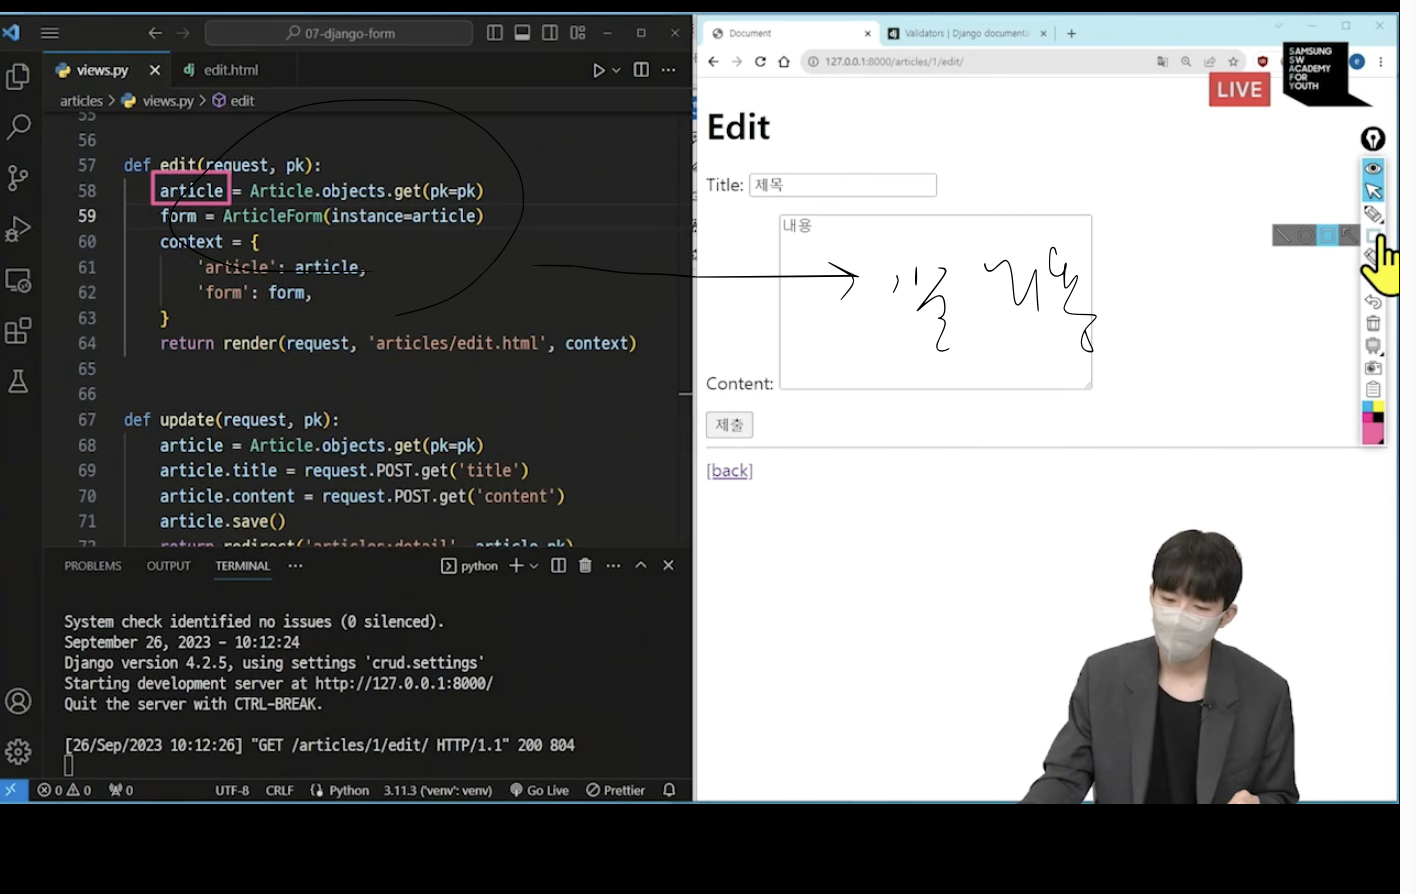 07-django-form
views.py
edit.html
articles > views.py > edit
55
56
57 def edit(request, pk):
58 article = Article.objects.get(pk=pk)
59 form = ArticleForm(instance=article)
60 context = {
61 'article': article,
62 'form': form,
63 }
64 return render(request, 'articles/edit.html', context)
65
66
67 def update(request, pk):
68 article = Article.objects.get(pk=pk)
69 article.title = request.POST.get('title')
70 article.content = request.POST.get('content')
71 article.save()
72 return redirect('articles:detail', article.pk)
PROBLEMS OUTPUT TERMINAL
python
System check identified no issues (0 silenced).
September 26, 2023 - 10:12:24
Django version 4.2.5, using settings 'crud.settings'
Starting development server at http://127.0.0.1:8000/
Quit the server with CTRL-BREAK.
[26/Sep/2023 10:12:26] "GET /articles/1/edit/ HTTP/1.1" 200 804
0 0 0 UTF-8 CRLF Python 3.11.3 ('venv': venv) Go Live Prettier
Document
Validators | Django documenta
127.0.0.1:8000/articles/1/edit/
SAMSUNG
SW
ACADEMY
FOR
YOUTH
LIVE
Edit
Title: 제목
내용
Content:
제출
[back]